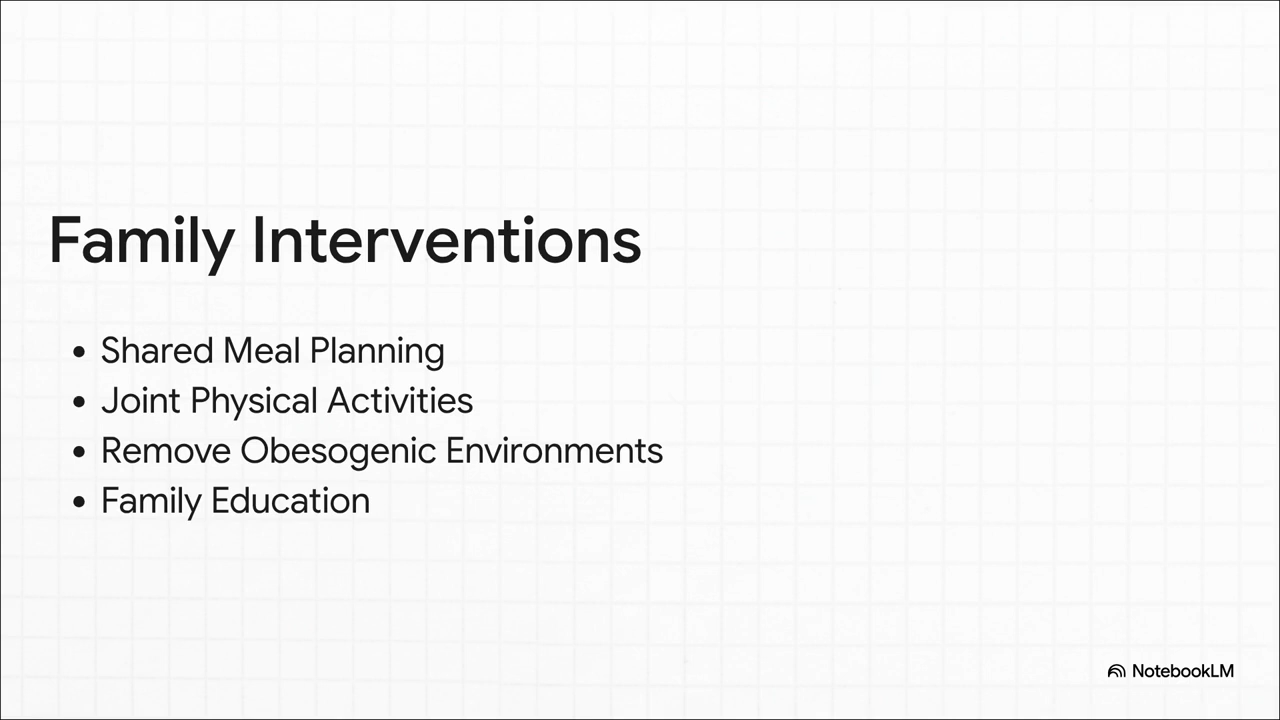 Family Interventions
• Shared Meal Planning
• Joint Physical Activities
• Remove Obesogenic Environments
• Family Education
NotebookLM